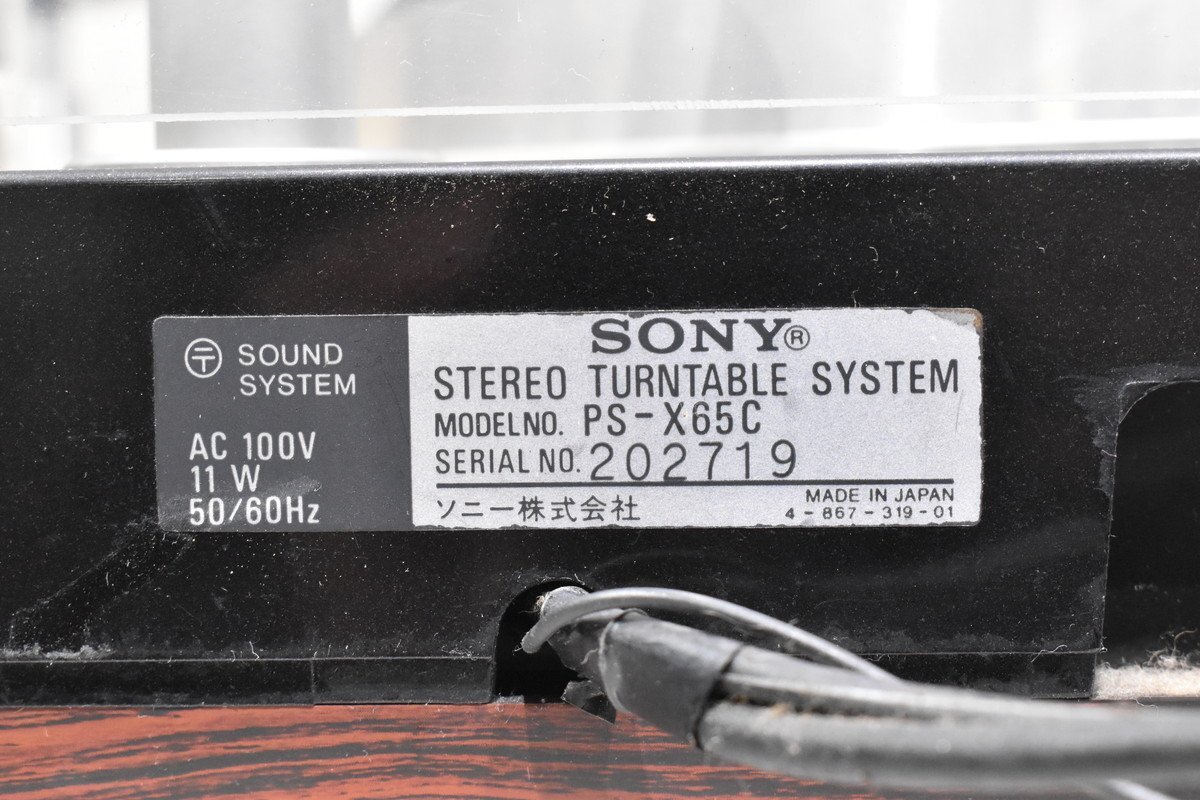 〒 SOUND
SYSTEM
AC 100V
11 W
50/60Hz
SONY®
STEREO TURNTABLE SYSTEM
MODEL NO. PS-X65C
SERIAL NO. 202719
ソニー株式会社
MADE IN JAPAN
4-867-319-01